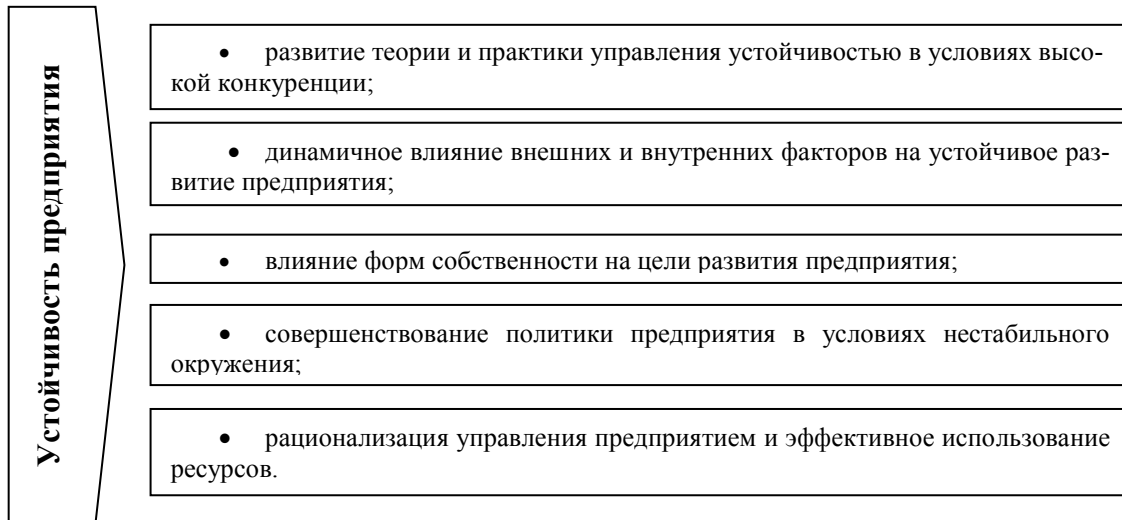 Устойчивость предприятия
• развитие теории и практики управления устойчивостью в условиях высо-
кой конкуренции;
• динамичное влияние внешних и внутренних факторов на устойчивое раз-
витие предприятия;
• влияние форм собственности на цели развития предприятия;
• совершенствование политики предприятия в условиях нестабильного
окружения;
• рационализация управления предприятием и эффективное использование
ресурсов.